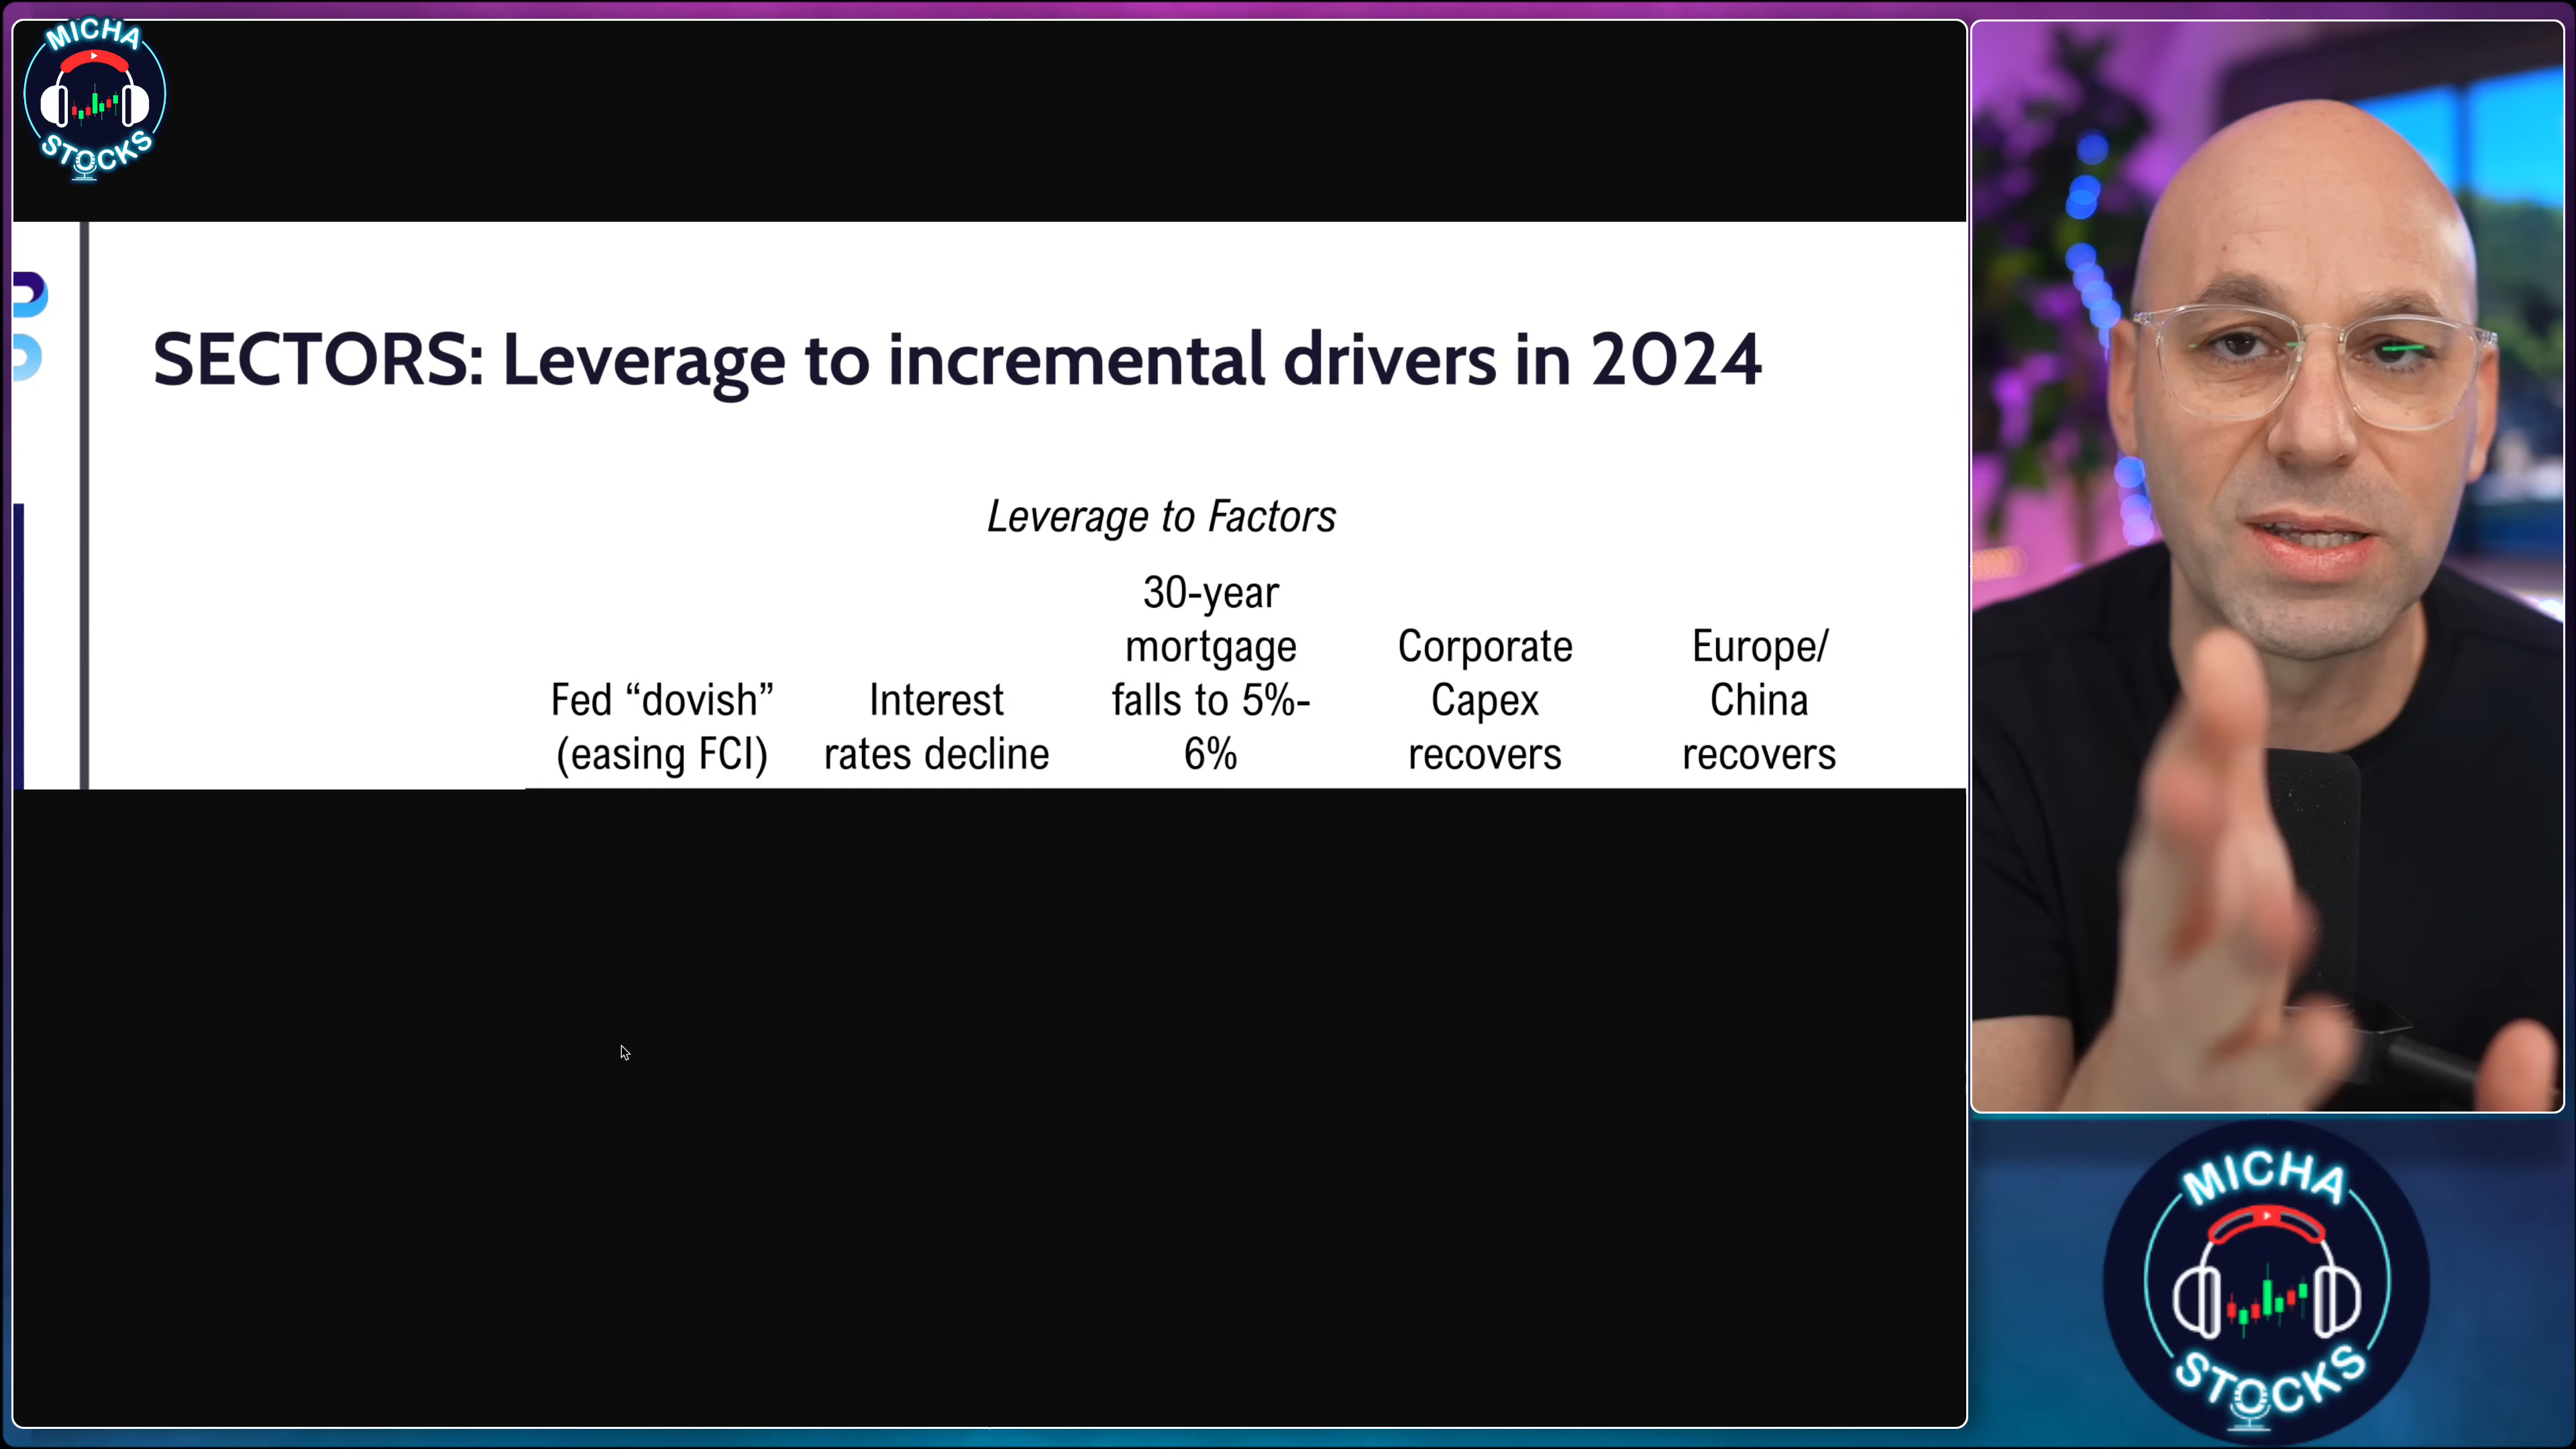 MICHA
STOCKS
SECTORS: Leverage to incremental drivers in 2024
Leverage to Factors
Fed “dovish”
(easing FCI)
Interest
rates decline
30-year
mortgage
falls to 5%-
6%
Corporate
Capex
recovers
Europe/
China
recovers
MICHA
STOCKS